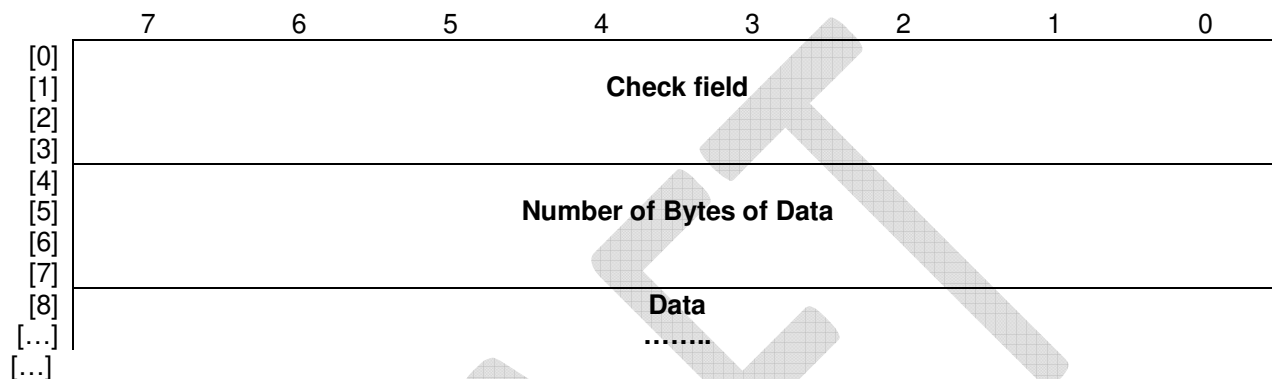 7 6 5 4 3 2 1 0
[0]
[1] Check field
[2]
[3]
[4]
[5] Number of Bytes of Data
[6]
[7]
[8] Data
[…] ……..
[…]